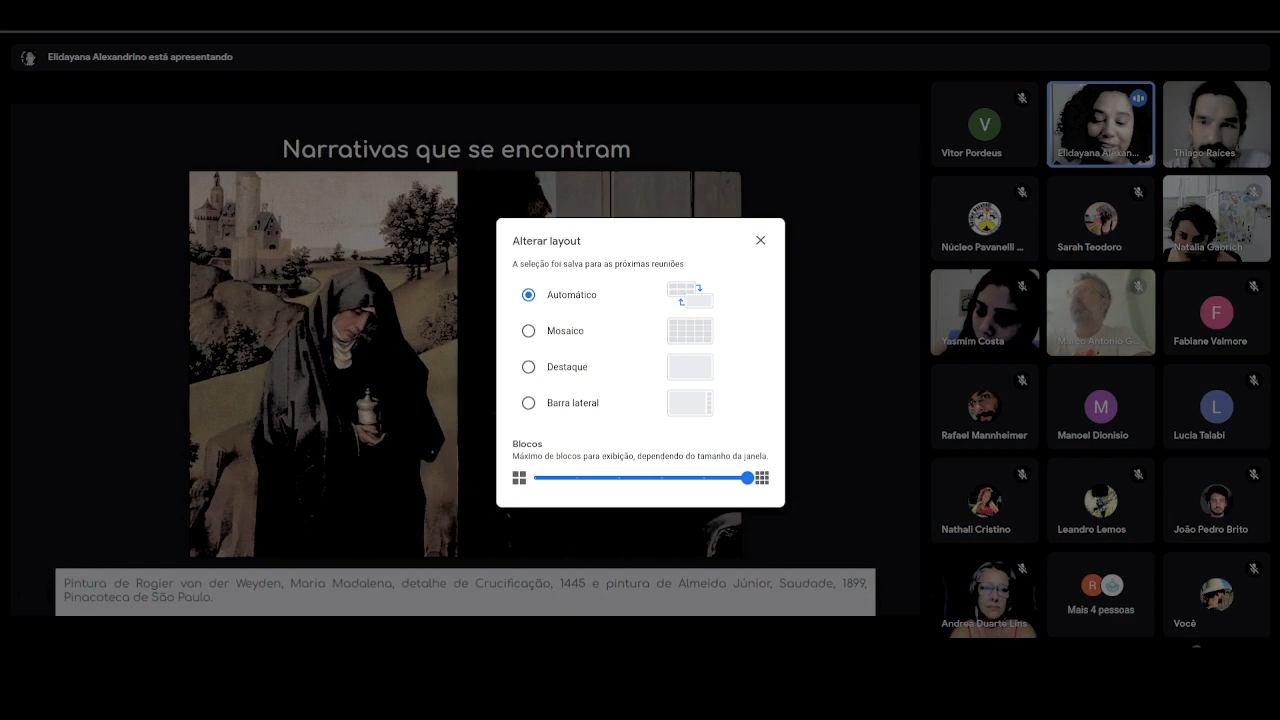 Elidayana Alexandrino está apresentando
Narrativas que se encontram
Pintura de Rogier van der Weyden, Maria Madalena, detalhe de Crucificação, 1445 e pintura de Almeida Júnior, Saudade, 1899,
Pinacoteca de São Paulo.
Alterar layout
A seleção foi salva para as próximas reuniões
Automático
Mosaico
Destaque
Barra lateral
Blocos
Máximo de blocos para exibição, dependendo do tamanho da janela.
V
Vitor Pordeus
Elidayana Alexan...
Thiago Raices
Núcleo Pavanelli ...
Sarah Teodoro
Natalia Gabrich
Yasmim Costa
Marco Antonio G...
F
Fabiane Valmore
Rafael Mannheimer
M
Manoel Dionisio
L
Lucia Talabi
Nathali Cristino
Leandro Lemos
João Pedro Brito
Andrea Duarte Lins
R
Mais 4 pessoas
Você